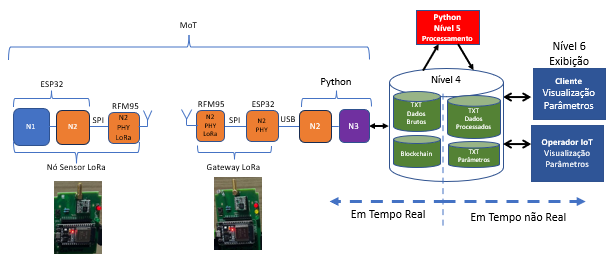 MoT
Python
Nível 5
Processamento
Nível 6
Exibição
ESP32
RFM95
RFM95
ESP32
Python
Nível 4
N1
N2
SPI
N2
PHY
LoRa
N2
PHY
LoRa
SPI
N2
PHY
USB
N2
N3
TXT
Dados
Brutos
TXT
Dados
Processados
Blockchain
TXT
Parâmetros
Cliente
Visualização
Parâmetros
Operador IoT
Visualização
Parâmetros
Nó Sensor LoRa
Gateway LoRa
Em Tempo Real
Em Tempo não Real